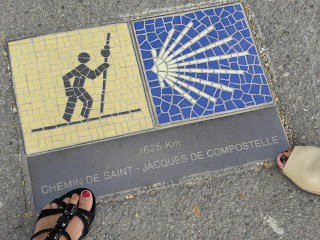 1625 Km
CHEMIN DE SAINT - JACQUES DE COMPOSTELLE